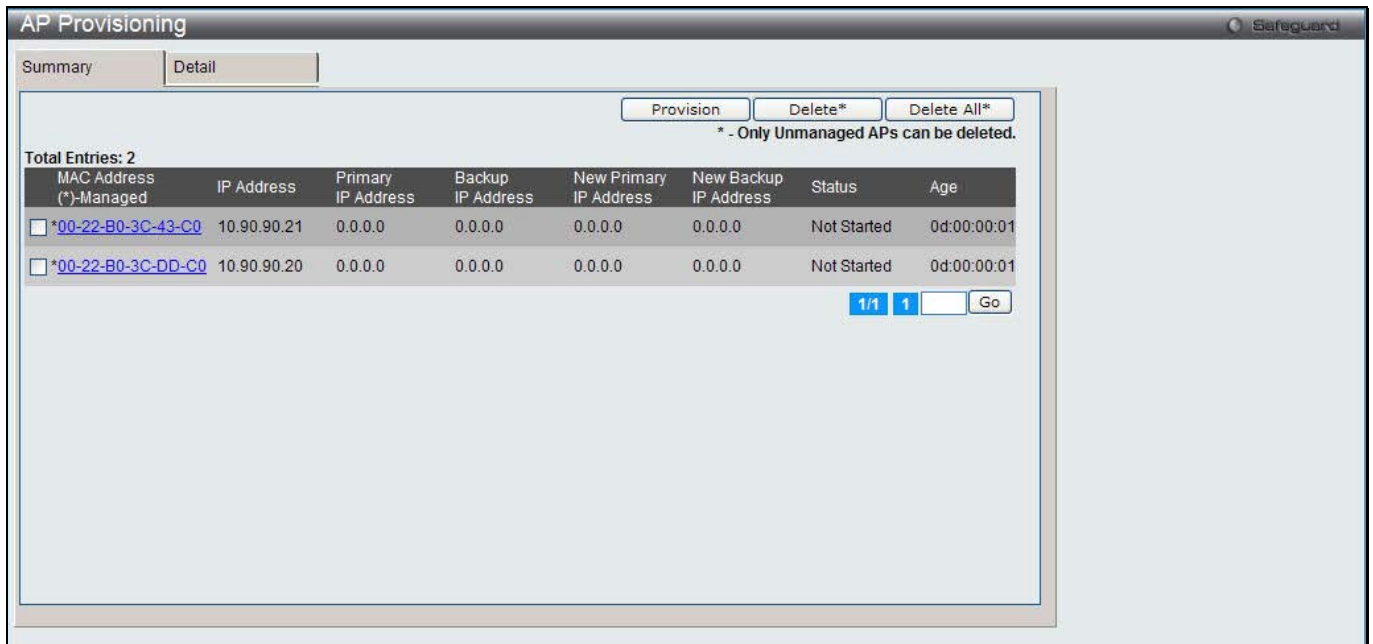 AP Provisioning
Safeguard
Summary Detail
Provision Delete* Delete All*
* - Only Unmanaged APs can be deleted.
Total Entries: 2
MAC Address (*)-Managed IP Address Primary IP Address Backup IP Address New Primary IP Address New Backup IP Address Status Age
*00-22-B0-3C-43-C0 10.90.90.21 0.0.0.0 0.0.0.0 0.0.0.0 0.0.0.0 Not Started 0d:00:00:01
*00-22-B0-3C-DD-C0 10.90.90.20 0.0.0.0 0.0.0.0 0.0.0.0 0.0.0.0 Not Started 0d:00:00:01
1/1 1 Go